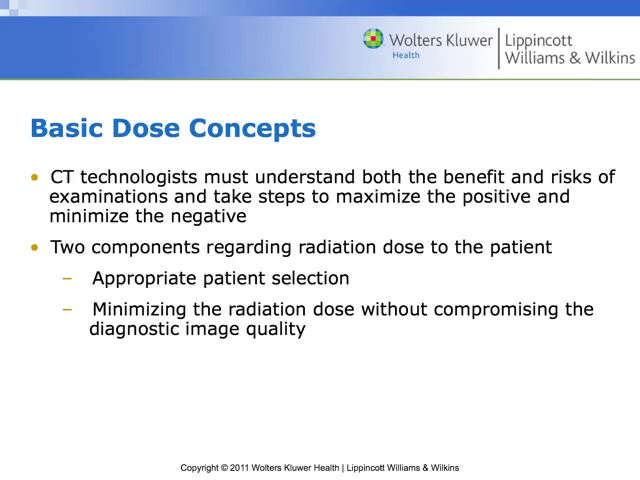 Wolters Kluwer
Health
Lippincott
Williams & Wilkins
Basic Dose Concepts
• CT technologists must understand both the benefit and risks of
examinations and take steps to maximize the positive and
minimize the negative
• Two components regarding radiation dose to the patient
– Appropriate patient selection
– Minimizing the radiation dose without compromising the
diagnostic image quality
Copyright © 2011 Wolters Kluwer Health | Lippincott Williams & Wilkins